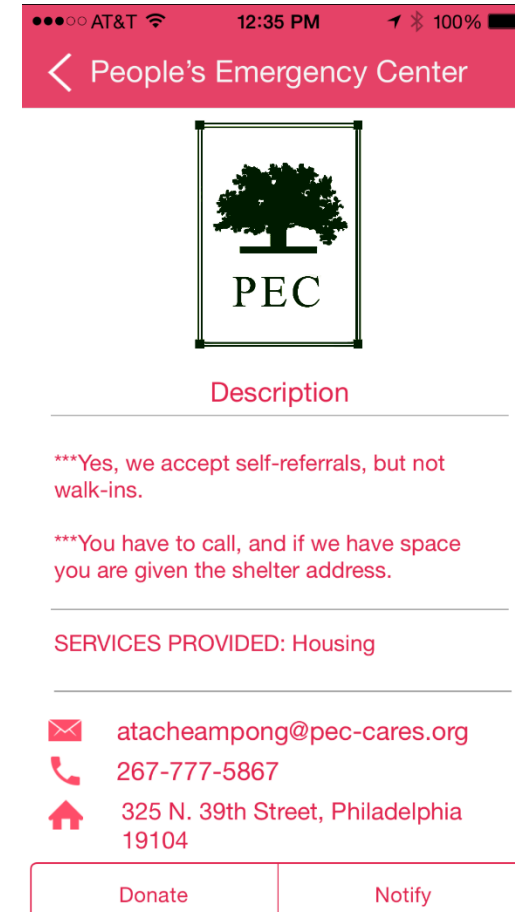 AT&T 12:35 PM 100%
People's Emergency Center
PEC
Description
***Yes, we accept self-referrals, but not
walk-ins.
***You have to call, and if we have space
you are given the shelter address.
SERVICES PROVIDED: Housing
atacheampong@pec-cares.org
267-777-5867
325 N. 39th Street, Philadelphia
19104
Donate Notify